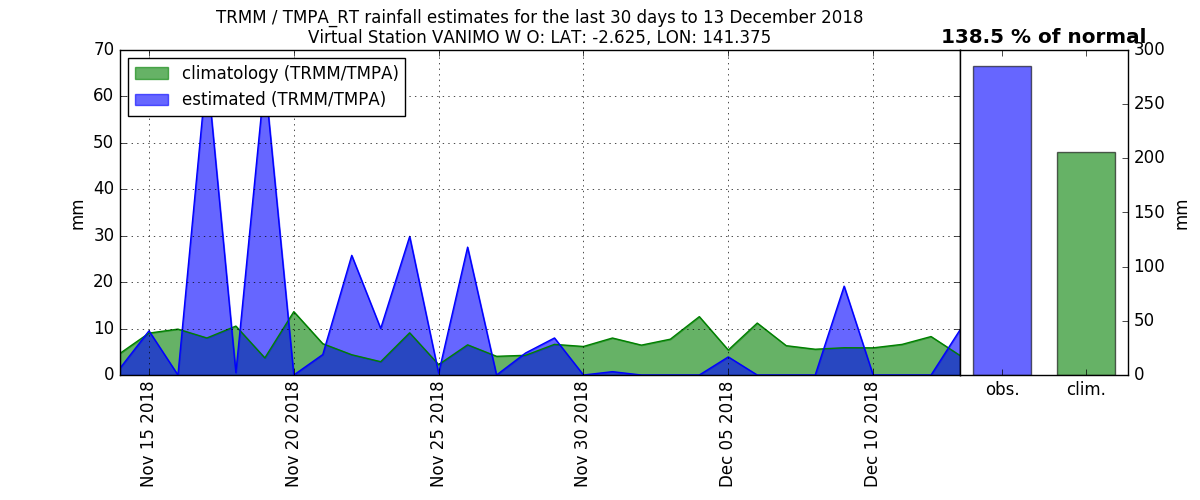 TRMM / TMPA_RT rainfall estimates for the last 30 days to 13 December 2018
Virtual Station VANIMO W O: LAT: -2.625, LON: 141.375
138.5 % of normal
climatology (TRMM/TMPA)
estimated (TRMM/TMPA)
70
60
50
40
30
20
10
0
mm
Nov 15 2018
Nov 20 2018
Nov 25 2018
Nov 30 2018
Dec 05 2018
Dec 10 2018
300
250
200
150
100
50
0
mm
obs.
clim.